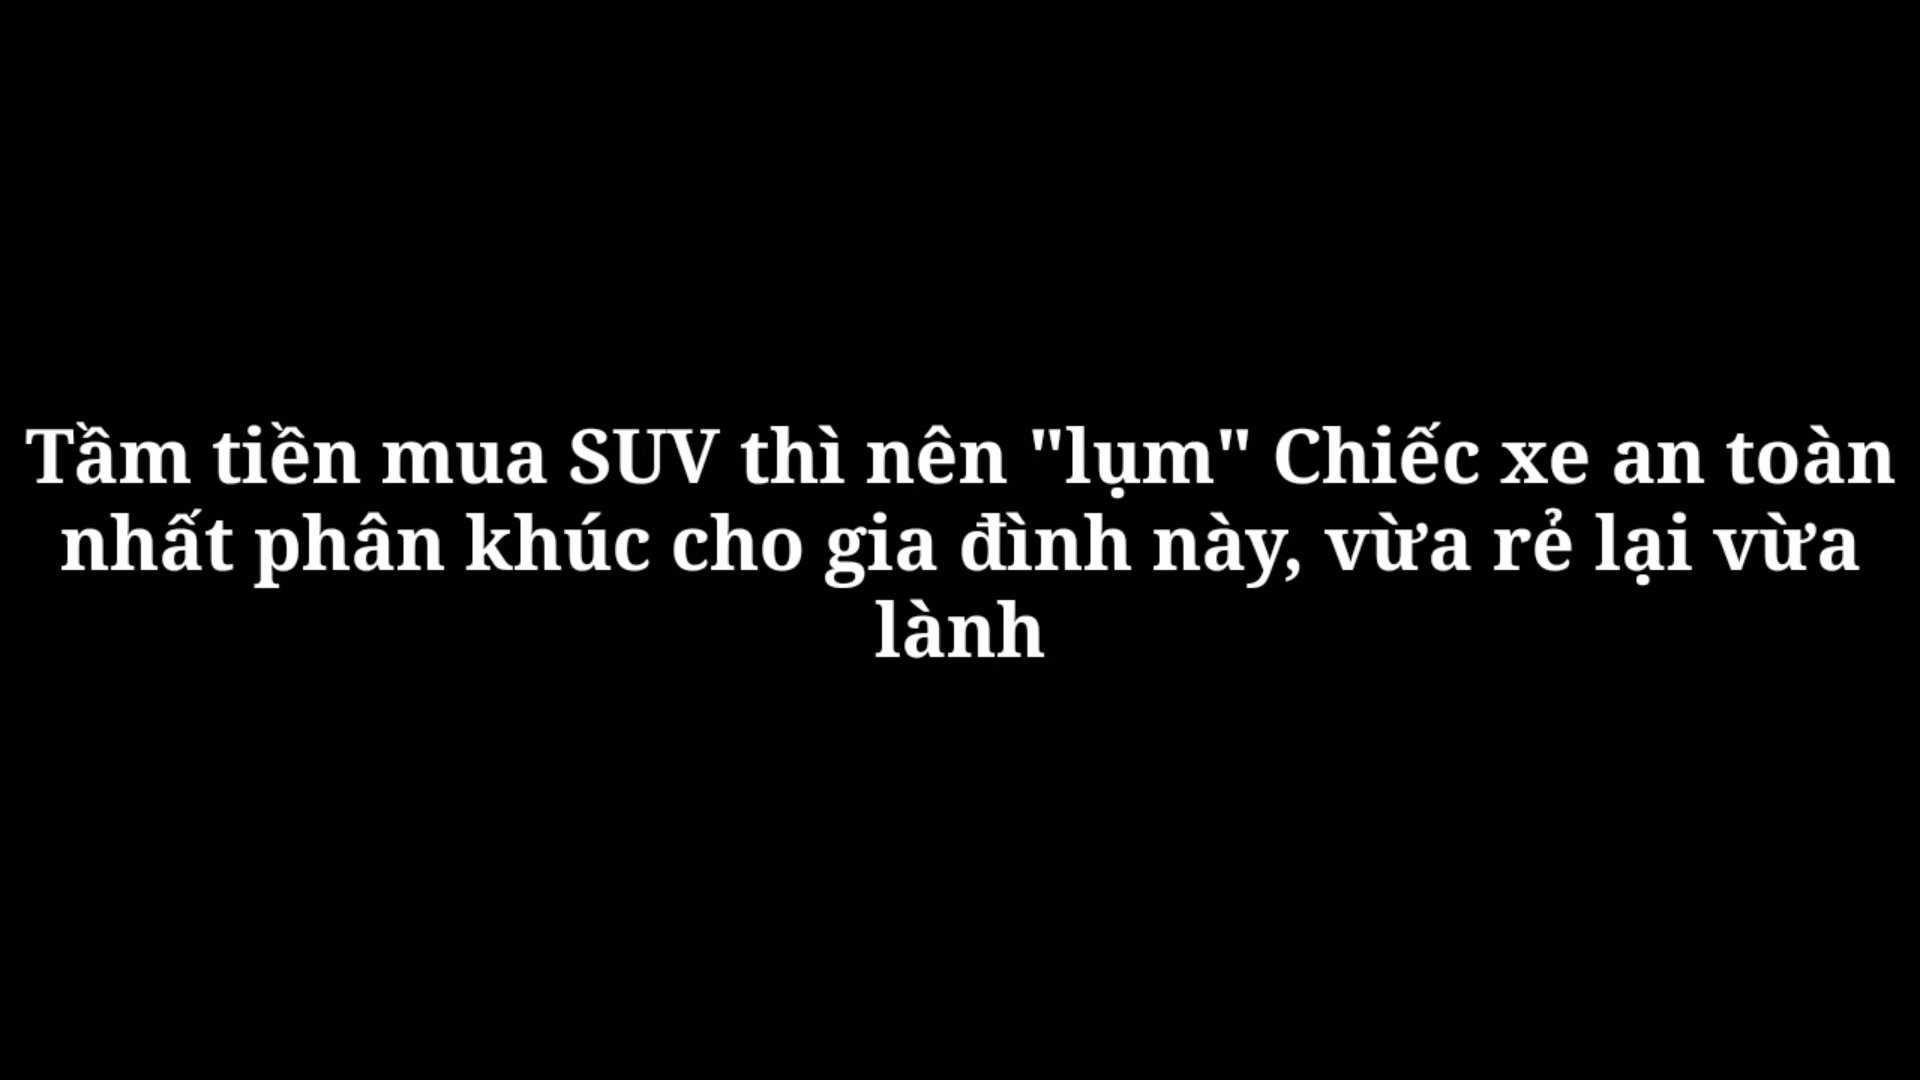 Tầm tiền mua SUV thì nên "lụm" Chiếc xe an toàn
nhất phân khúc cho gia đình này, vừa rẻ lại vừa
lành